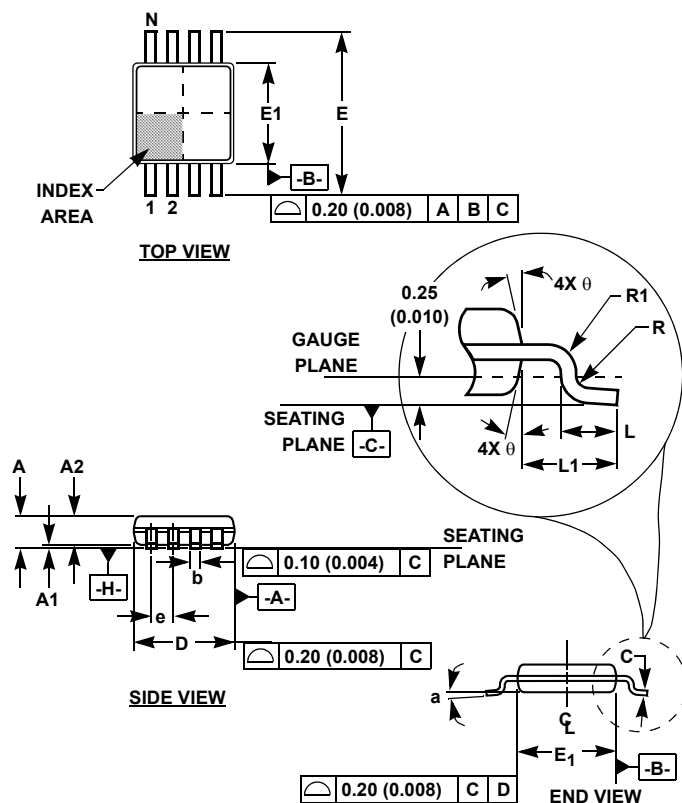 N
E1
E
-B-
INDEX
AREA
1 2
0.20 (0.008) A B C
TOP VIEW
0.25
(0.010)
4X θ
R1
R
GAUGE
PLANE
SEATING
PLANE
-C-
4X θ
L
L1
A A2
SEATING
PLANE
0.10 (0.004) C
A1
-H-
b
-A-
e
D
0.20 (0.008) C
SIDE VIEW
C
a
CL
E1
-B-
0.20 (0.008) C D
END VIEW